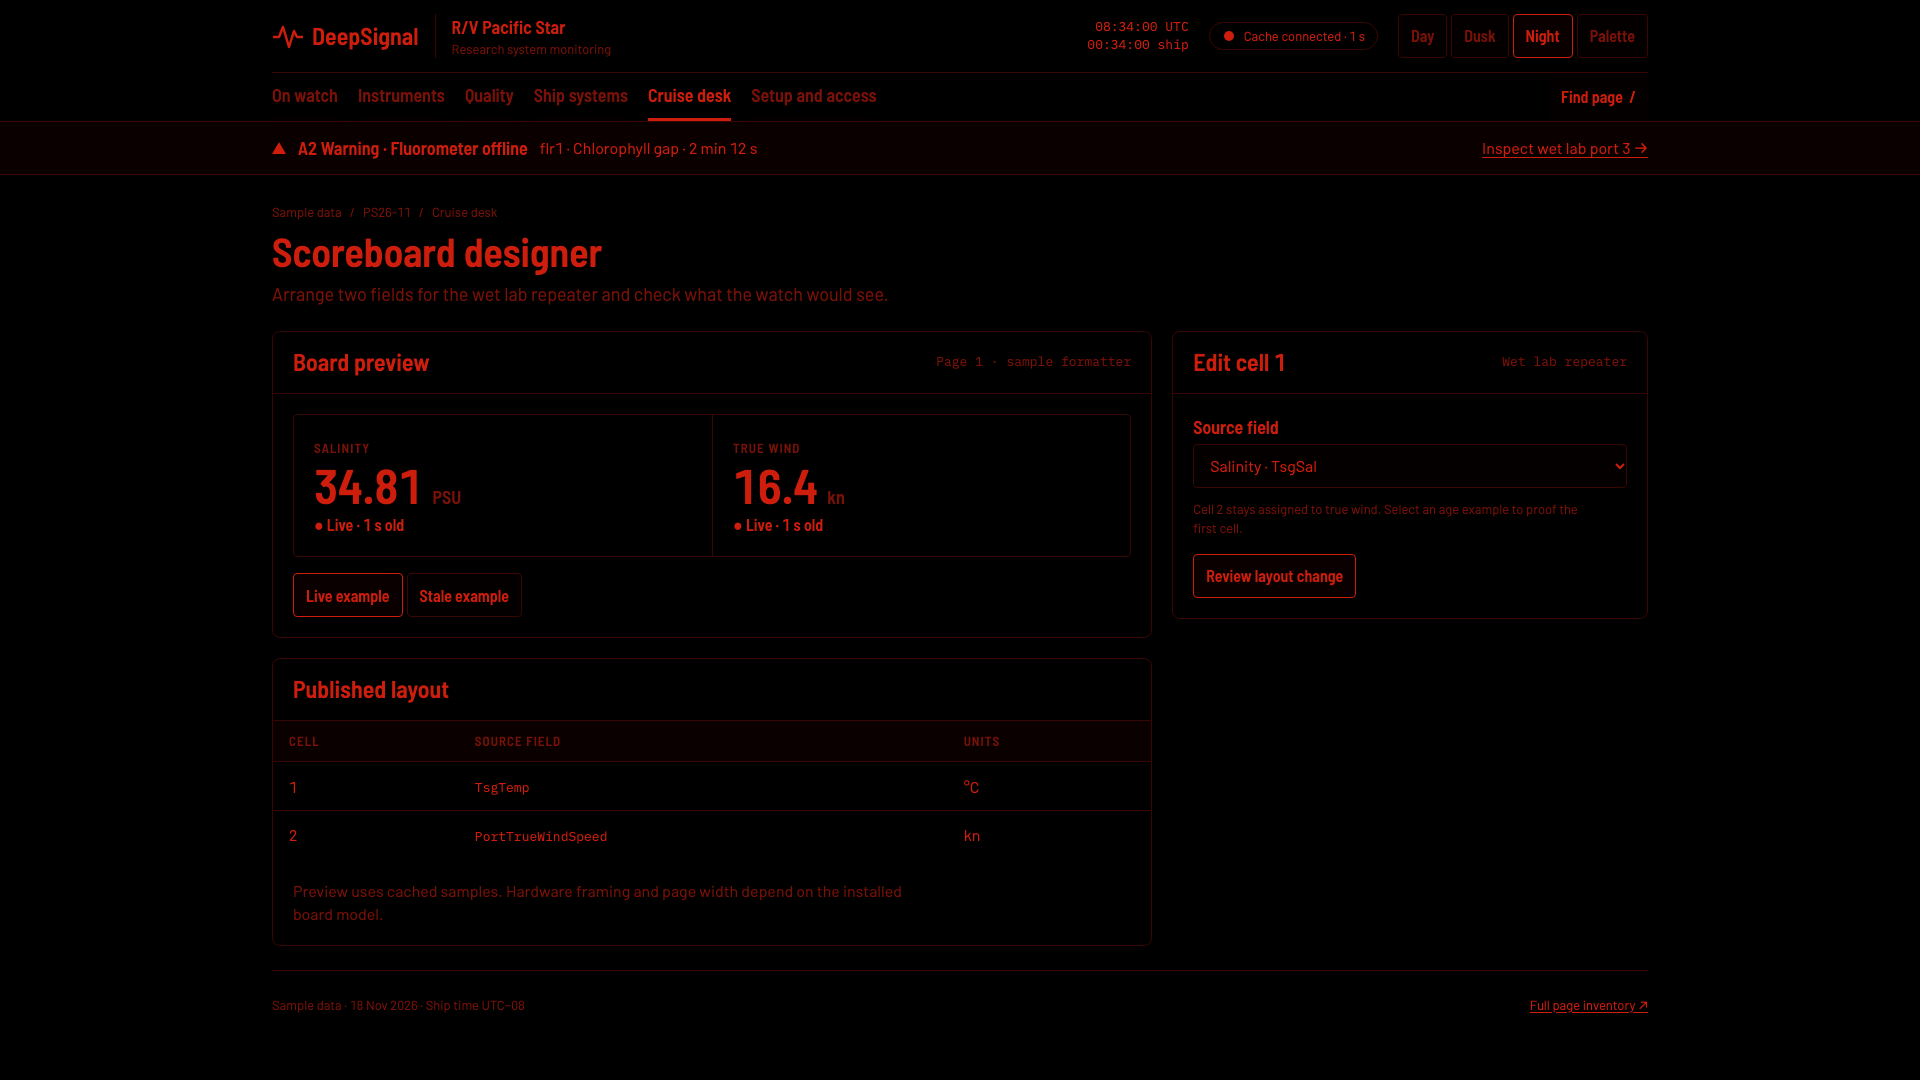 DeepSignal
R/V Pacific Star
Research system monitoring
08:34:00 UTC
00:34:00 ship
Cache connected · 1 s
Day
Dusk
Night
Palette
On watch
Instruments
Quality
Ship systems
Cruise desk
Setup and access
Find page /
A2 Warning · Fluorometer offline
flr1 · Chlorophyll gap · 2 min 12 s
Inspect wet lab port 3 →
Sample data / PS26-11 / Cruise desk
Scoreboard designer
Arrange two fields for the wet lab repeater and check what the watch would see.
Board preview
Page 1 · sample formatter
SALINITY
34.81 PSU
● Live · 1 s old
TRUE WIND
16.4 kn
● Live · 1 s old
Live example
Stale example
Edit cell 1
Wet lab repeater
Source field
Salinity · TsgSal
Cell 2 stays assigned to true wind. Select an age example to proof the
first cell.
Review layout change
Published layout
CELL SOURCE FIELD UNITS
1 TsgTemp °C
2 PortTrueWindSpeed kn
Preview uses cached samples. Hardware framing and page width depend on the installed
board model.
Sample data · 18 Nov 2026 · Ship time UTC−08
Full page inventory ↗